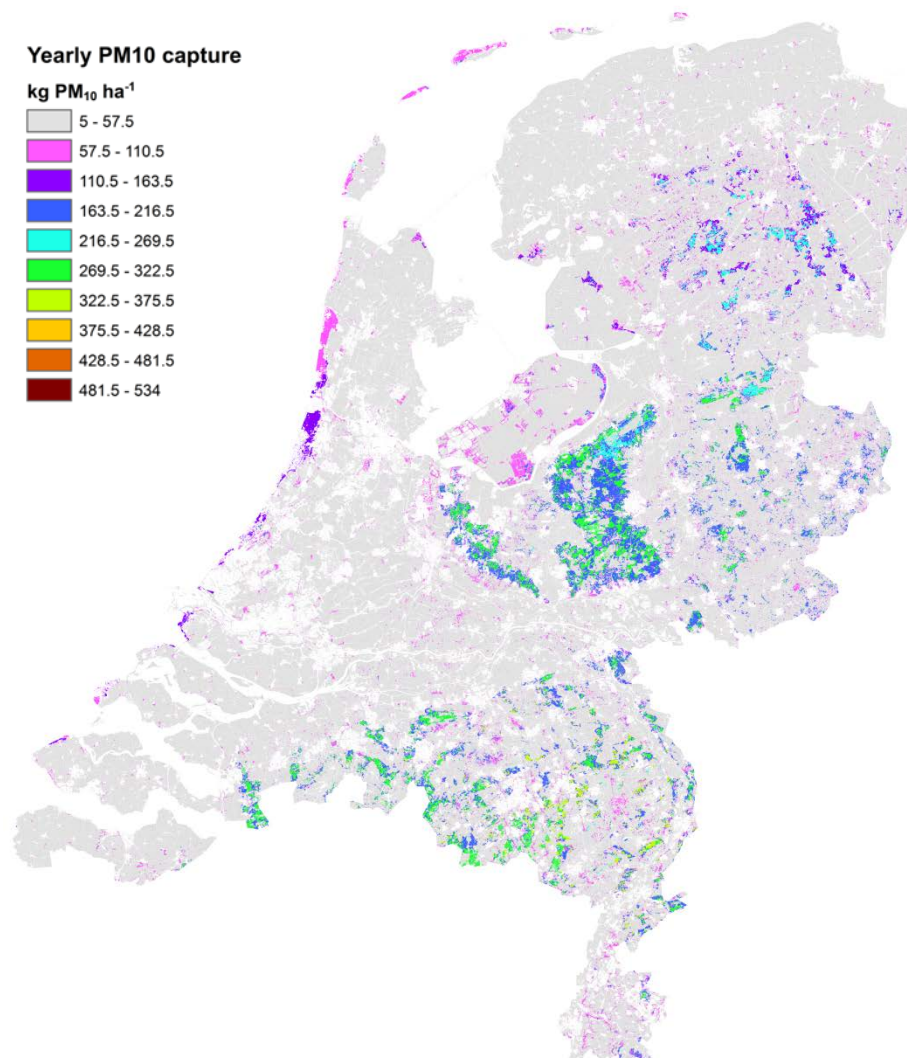 Yearly PM10 capture
kg PM₁₀ ha⁻¹
5 - 57.5
57.5 - 110.5
110.5 - 163.5
163.5 - 216.5
216.5 - 269.5
269.5 - 322.5
322.5 - 375.5
375.5 - 428.5
428.5 - 481.5
481.5 - 534